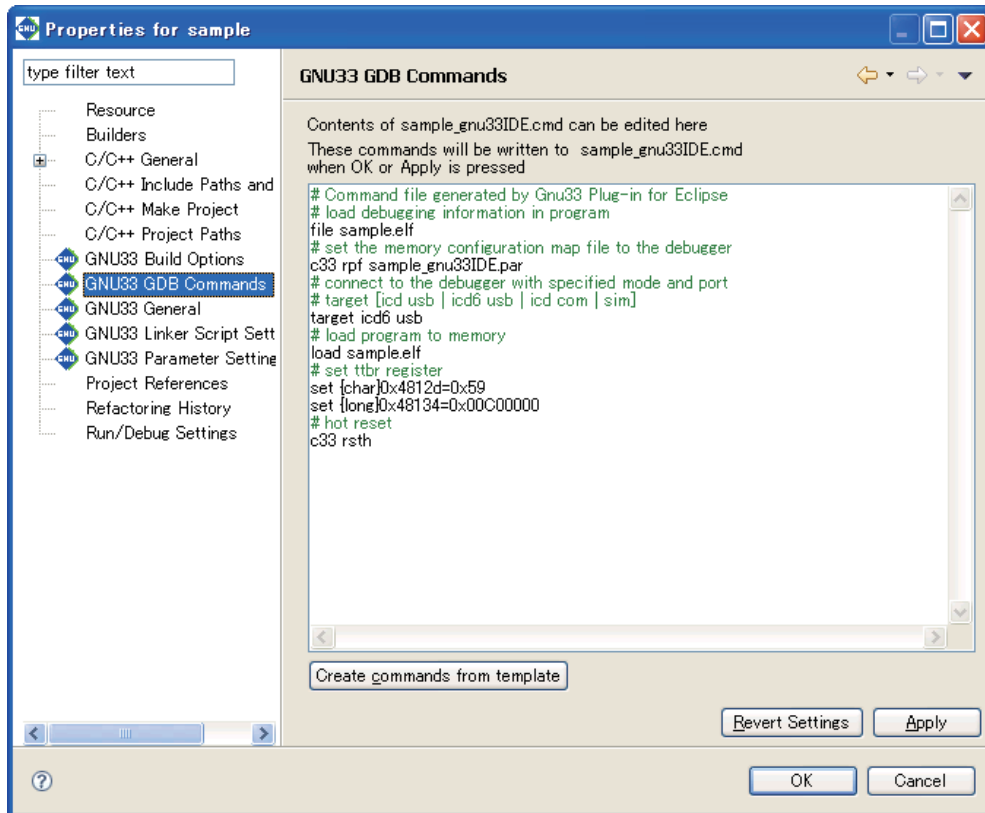 Properties for sample
type filter text
Resource
Builders
C/C++ General
C/C++ Include Paths and
C/C++ Make Project
C/C++ Project Paths
GNU33 Build Options
GNU33 GDB Commands
GNU33 General
GNU33 Linker Script Sett
GNU33 Parameter Setting
Project References
Refactoring History
Run/Debug Settings
GNU33 GDB Commands
Contents of sample_gnu33IDE.cmd can be edited here
These commands will be written to sample_gnu33IDE.cmd
when OK or Apply is pressed
# Command file generated by Gnu33 Plug-in for Eclipse
# load debugging information in program
file sample.elf
# set the memory configuration map file to the debugger
c33 rpf sample_gnu33IDE.par
# connect to the debugger with specified mode and port
# target [icd usb | icd6 usb | icd com | sim]
target icd6 usb
# load program to memory
load sample.elf
# set ttbr register
set {char}0x4812d=0x59
set {long}0x48134=0x00C00000
# hot reset
c33 rsth
Create commands from template
Revert Settings
Apply
OK
Cancel